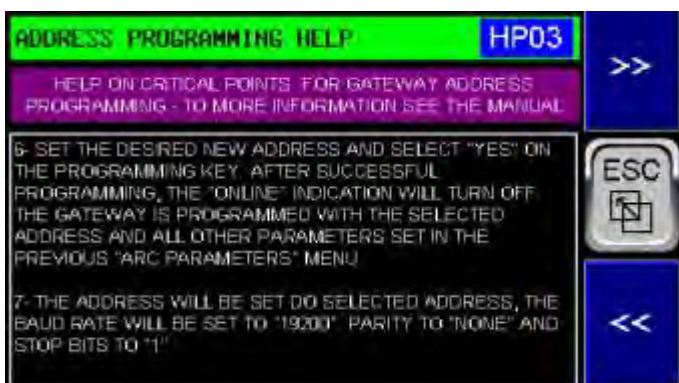 ADDRESS PROGRAMMING HELP
HP03
>>
HELP ON CRITICAL POINTS FOR GATEWAY ADDRESS
PROGRAMMING - TO MORE INFORMATION SEE THE MANUAL
6- SET THE DESIRED NEW ADDRESS AND SELECT "YES" ON
THE PROGRAMMING KEY. AFTER SUCCESSFUL
PROGRAMMING, THE "ONLINE" INDICATION WILL TURN OFF
THE GATEWAY IS PROGRAMMED WITH THE SELECTED
ADDRESS AND ALL OTHER PARAMETERS SET IN THE
PREVIOUS "ARC PARAMETERS" MENU
ESC
7- THE ADDRESS WILL BE SET DO SELECTED ADDRESS, THE
BAUD RATE WILL BE SET TO "19200". PARITY TO "NONE" AND
STOP BITS TO "1"
<<